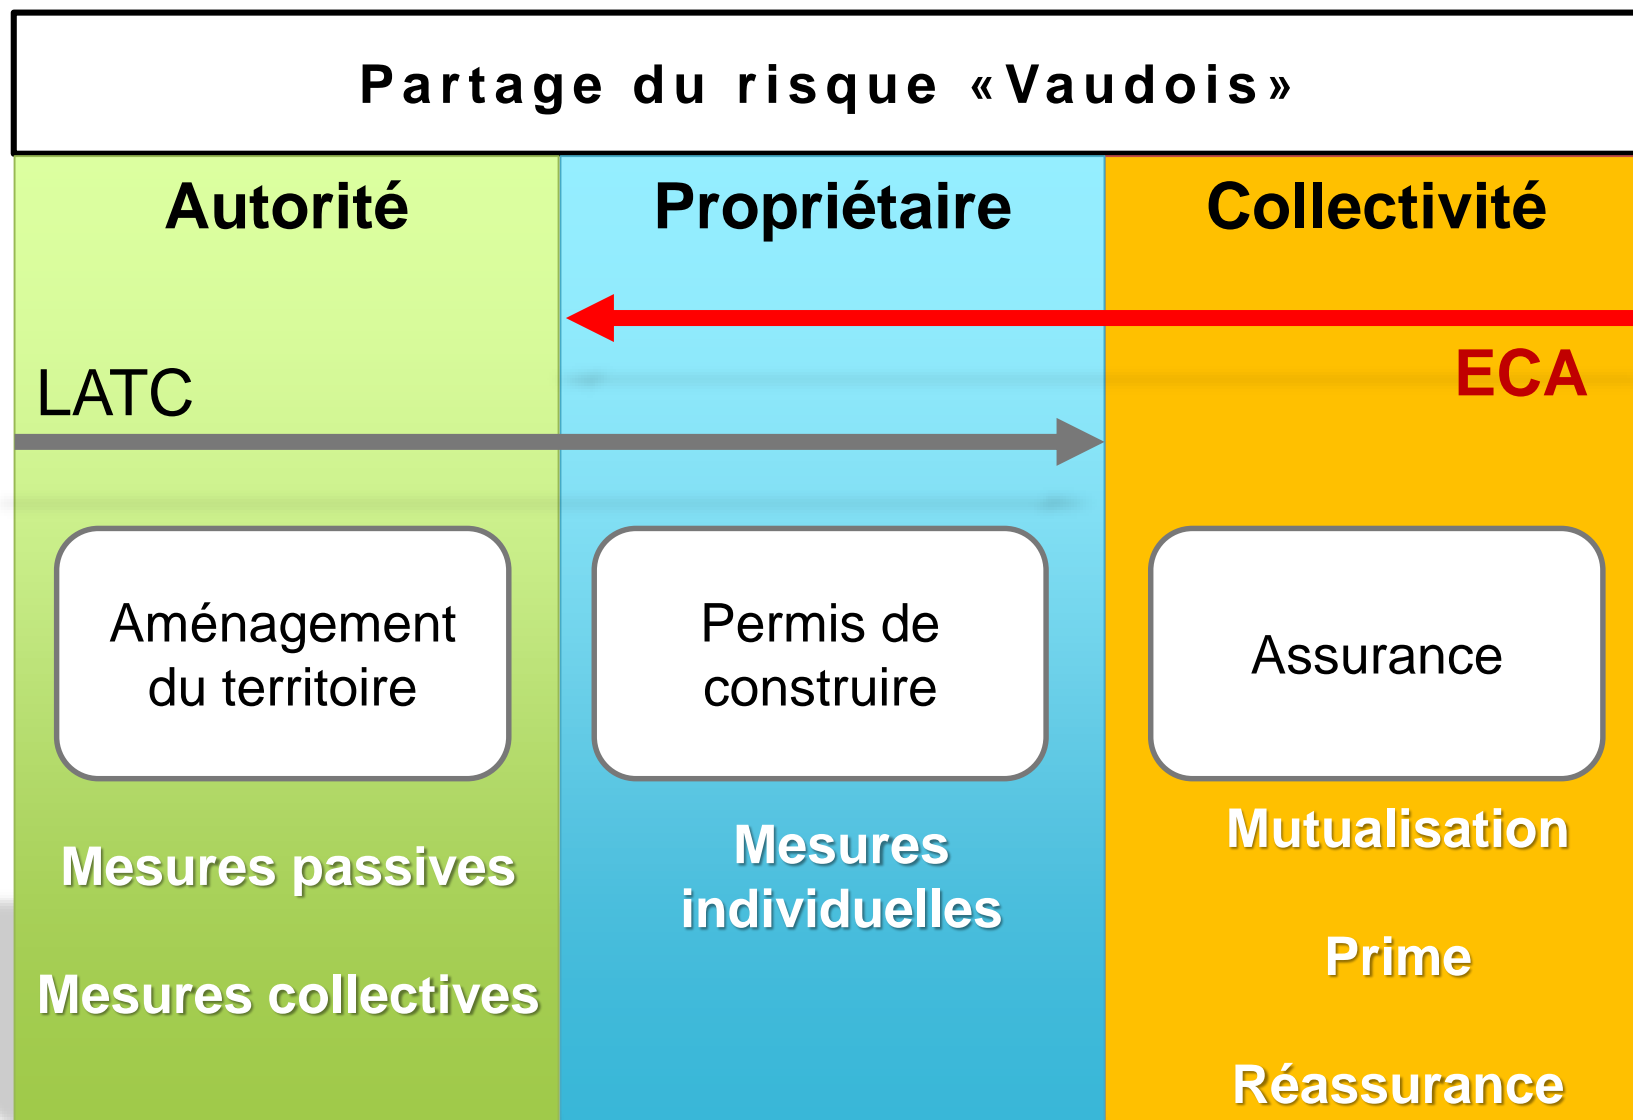 Partage du risque «Vaudois»
Autorité
Propriétaire
Collectivité
ECA
LATC
Aménagement
du territoire
Permis de
construire
Assurance
Mesures passives
Mesures collectives
Mesures
individuelles
Mutualisation
Prime
Réassurance